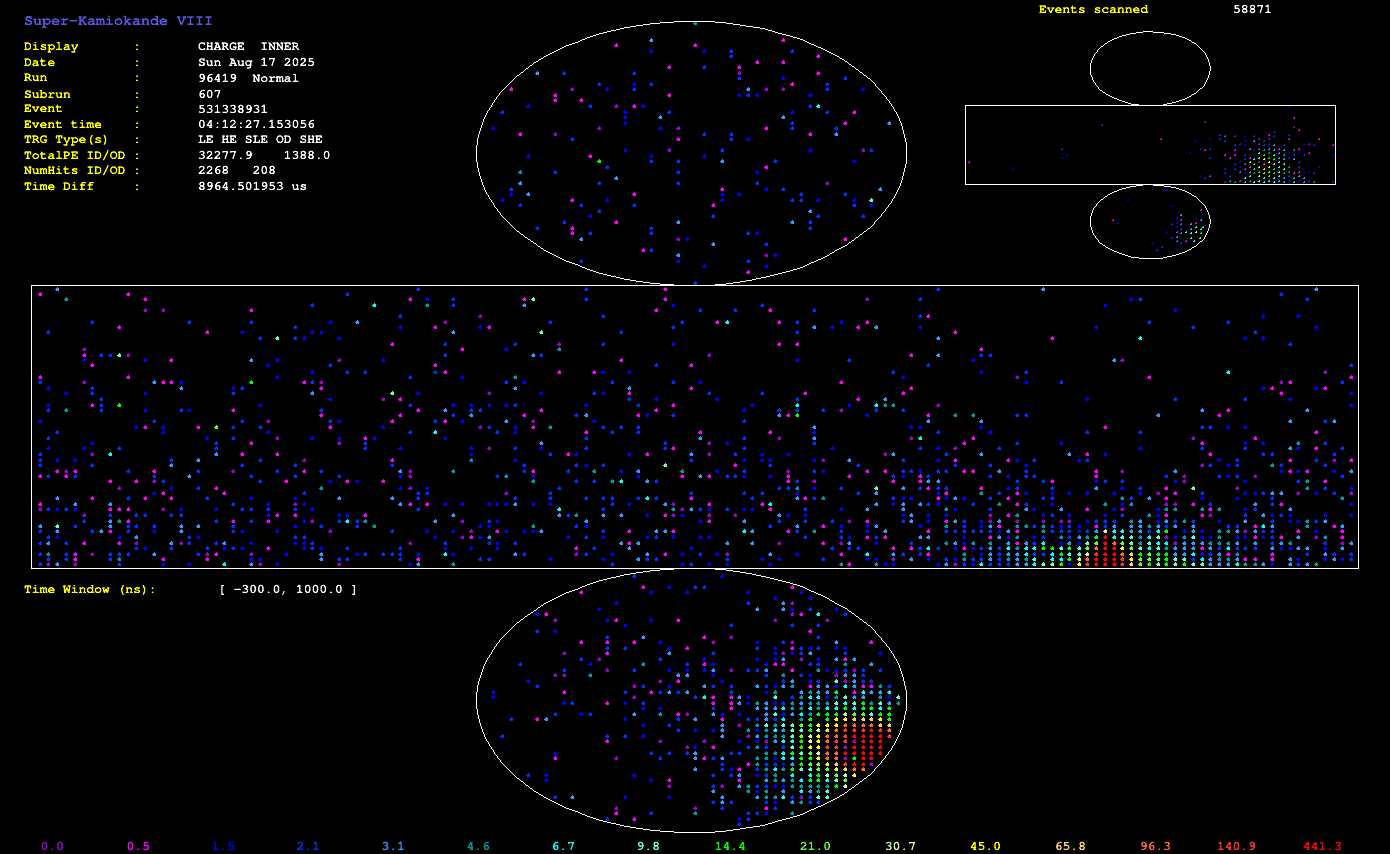 Super-Kamiokande VIII
Events scanned 58871
Display : CHARGE INNER
Date : Sun Aug 17 2025
Run : 96419 Normal
Subrun : 607
Event : 531338931
Event time : 04:12:27.153056
TRG Type(s) : LE HE SLE OD SHE
TotalPE ID/OD : 32277.9 1388.0
NumHits ID/OD : 2268 208
Time Diff : 8964.501953 us
Time Window (ns): [ -300.0, 1000.0 ]
0.0 0.5 1.5 2.1 3.1 4.6 6.7 9.8 14.4 21.0 30.7 45.0 65.8 96.3 140.9 441.3